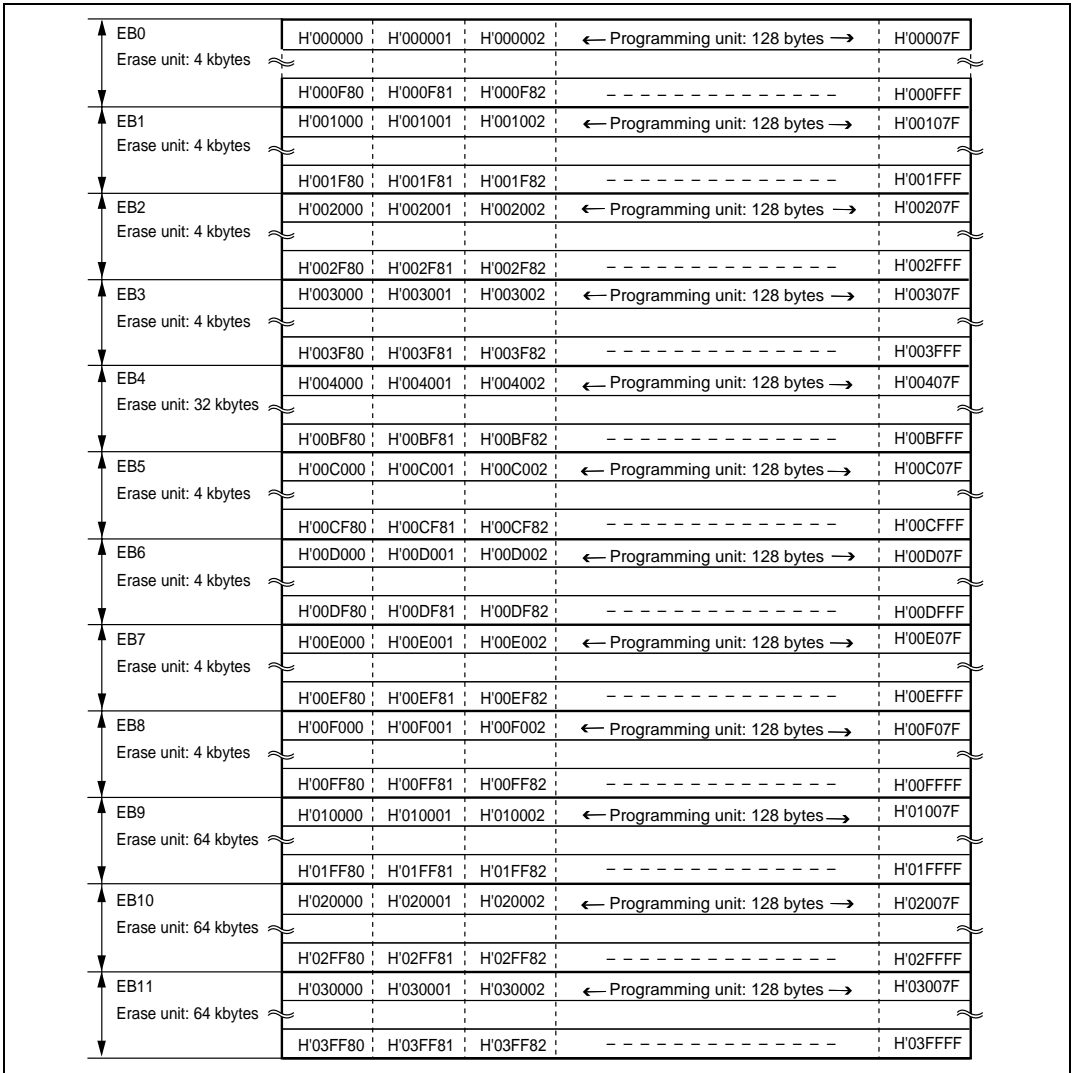 EB0
H'000000 H'000001 H'000002 ← Programming unit: 128 bytes → H'00007F
Erase unit: 4 kbytes
H'000F80 H'000F81 H'000F82 – – – – – – – – – – – – – – H'000FFF
EB1
H'001000 H'001001 H'001002 ← Programming unit: 128 bytes → H'00107F
Erase unit: 4 kbytes
H'001F80 H'001F81 H'001F82 – – – – – – – – – – – – – – H'001FFF
EB2
H'002000 H'002001 H'002002 ← Programming unit: 128 bytes → H'00207F
Erase unit: 4 kbytes
H'002F80 H'002F81 H'002F82 – – – – – – – – – – – – – – H'002FFF
EB3
H'003000 H'003001 H'003002 ← Programming unit: 128 bytes → H'00307F
Erase unit: 4 kbytes
H'003F80 H'003F81 H'003F82 – – – – – – – – – – – – – – H'003FFF
EB4
H'004000 H'004001 H'004002 ← Programming unit: 128 bytes → H'00407F
Erase unit: 32 kbytes
H'00BF80 H'00BF81 H'00BF82 – – – – – – – – – – – – – – H'00BFFF
EB5
H'00C000 H'00C001 H'00C002 ← Programming unit: 128 bytes → H'00C07F
Erase unit: 4 kbytes
H'00CF80 H'00CF81 H'00CF82 – – – – – – – – – – – – – – H'00CFFF
EB6
H'00D000 H'00D001 H'00D002 ← Programming unit: 128 bytes → H'00D07F
Erase unit: 4 kbytes
H'00DF80 H'00DF81 H'00DF82 – – – – – – – – – – – – – – H'00DFFF
EB7
H'00E000 H'00E001 H'00E002 ← Programming unit: 128 bytes → H'00E07F
Erase unit: 4 kbytes
H'00EF80 H'00EF81 H'00EF82 – – – – – – – – – – – – – – H'00EFFF
EB8
H'00F000 H'00F001 H'00F002 ← Programming unit: 128 bytes → H'00F07F
Erase unit: 4 kbytes
H'00FF80 H'00FF81 H'00FF82 – – – – – – – – – – – – – – H'00FFFF
EB9
H'010000 H'010001 H'010002 ← Programming unit: 128 bytes → H'01007F
Erase unit: 64 kbytes
H'01FF80 H'01FF81 H'01FF82 – – – – – – – – – – – – – – H'01FFFF
EB10
H'020000 H'020001 H'020002 ← Programming unit: 128 bytes → H'02007F
Erase unit: 64 kbytes
H'02FF80 H'02FF81 H'02FF82 – – – – – – – – – – – – – – H'02FFFF
EB11
H'030000 H'030001 H'030002 ← Programming unit: 128 bytes → H'03007F
Erase unit: 64 kbytes
H'03FF80 H'03FF81 H'03FF82 – – – – – – – – – – – – – – H'03FFFF